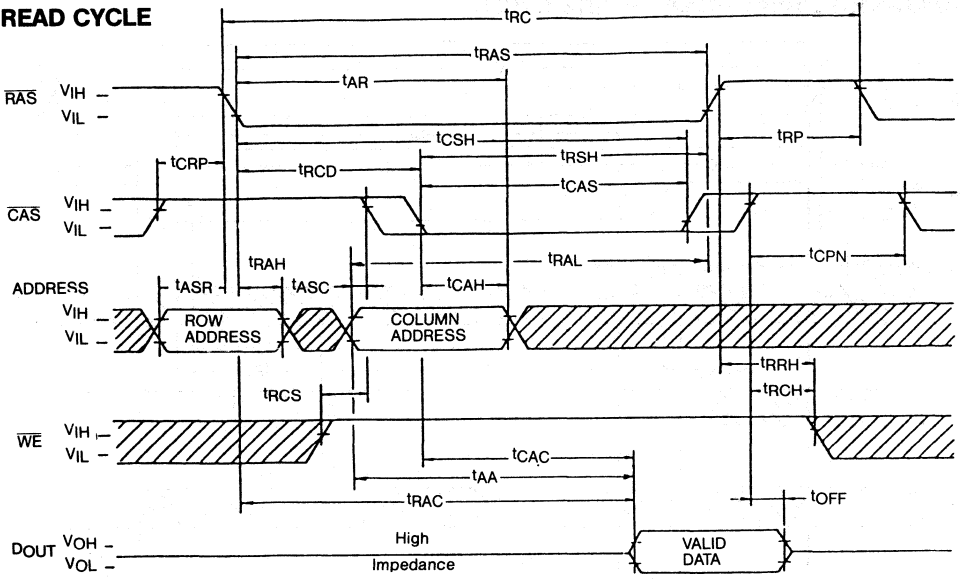 READ CYCLE
tRC
tRAS
tAR
RAS VIH
VIL
tCSH
tRP
tCRP
tRCD
tRSH
tCAS
CAS VIH
VIL
tRAH
tRAL
tCPN
ADDRESS
tASR
tASC
tCAH
VIH
VIL
ROW
ADDRESS
COLUMN
ADDRESS
tRRH
tRCS
tRCH
WE VIH
VIL
tCAC
tAA
tRAC
tOFF
DOUT VOH
VOL
High
Impedance
VALID
DATA